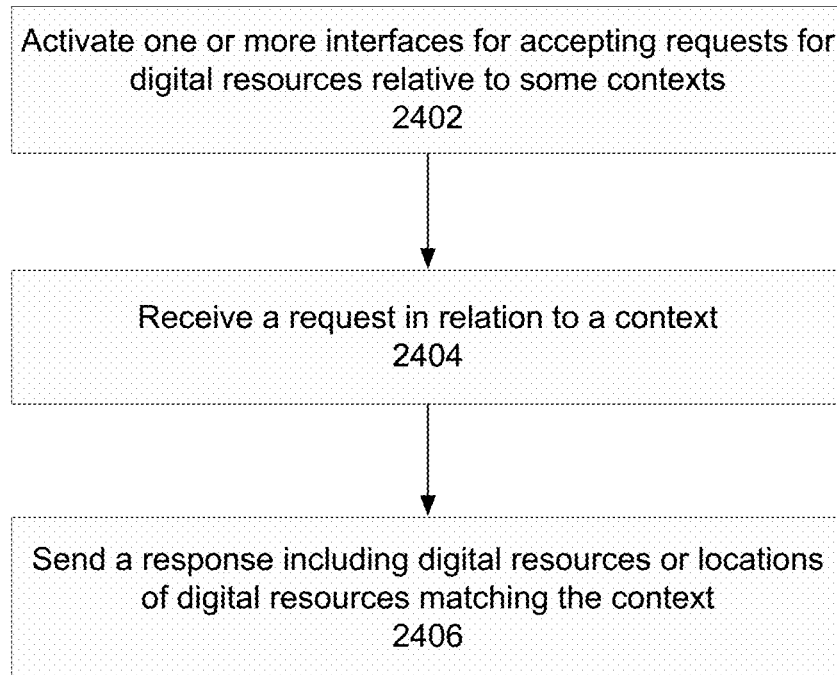 Activate one or more interfaces for accepting requests for
digital resources relative to some contexts
2402
Receive a request in relation to a context
2404
Send a response including digital resources or locations
of digital resources matching the context
2406